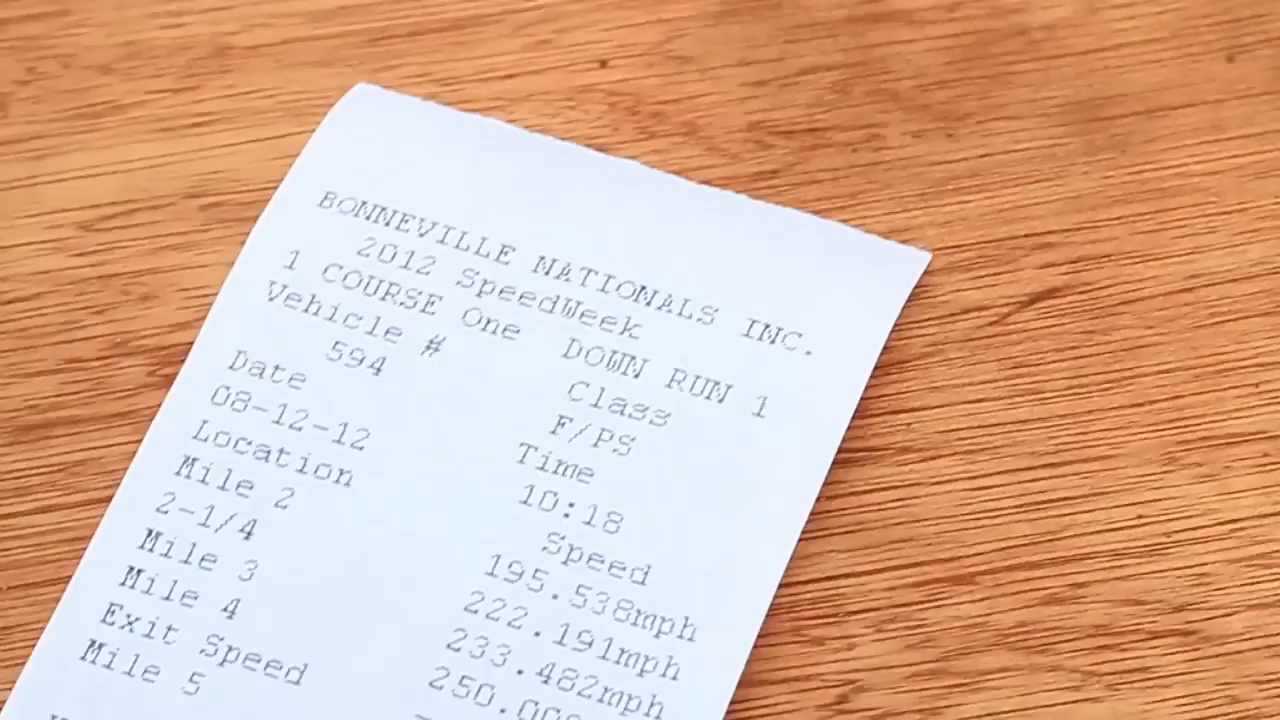 BONNEVILLE NATIONALS INC.
2012 SpeedWeek
1 COURSE One DOWN RUN 1
Vehicle # Class
594 F/PS
Date Time
08-12-12 10:18
Location Speed
Mile 2 195.538mph
2-1/4 222.191mph
Mile 3 233.482mph
Mile 4
Exit Speed
Mile 5